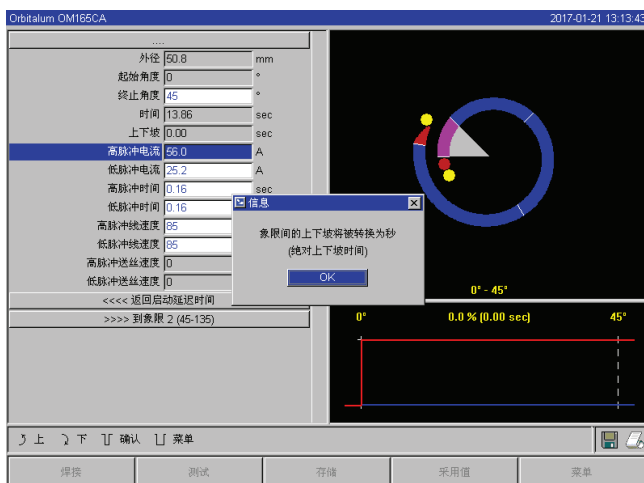 Orbitalum OM165CA 2017-01-21 13:13:43
....
外径 50.8 mm
起始角度 0 °
终止角度 45 °
时间 13.86 sec
上下坡 0.00 sec
高脉冲电流 56.0 A
低脉冲电流 25.2 A
高脉冲时间 0.16 sec
低脉冲时间 0.16
高脉冲线速度 85
低脉冲线速度 85
高脉冲送丝速度 0
低脉冲送丝速度 0
<<<< 返回启动延迟时间
>>>> 到象限 2 (45-135)
信息
象限间的上下坡将被转换为秒
(绝对上下坡时间)
OK
0° - 45°
0° 0.0 % (0.00 sec) 45°
上 下 确认 菜单
焊接 测试 存储 采用值 菜单